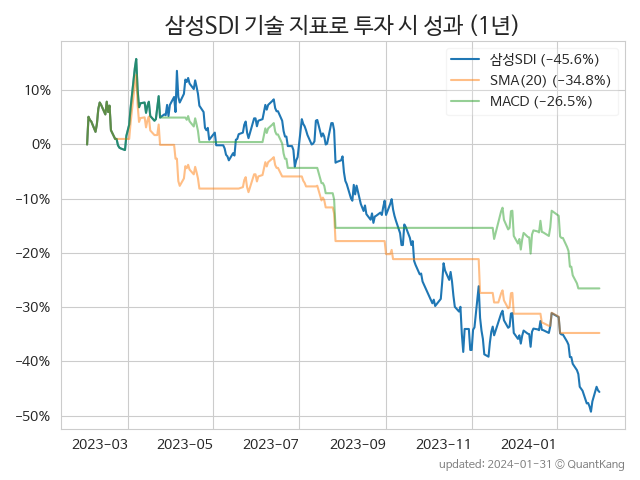 삼성SDI 기술 지표로 투자 시 성과 (1년)
삼성SDI (−45.6%)
SMA(20) (−34.8%)
MACD (−26.5%)
10%
0%
−10%
−20%
−30%
−40%
−50%
2023-03 2023-05 2023-07 2023-09 2023-11 2024-01
updated: 2024-01-31 © QuantKang